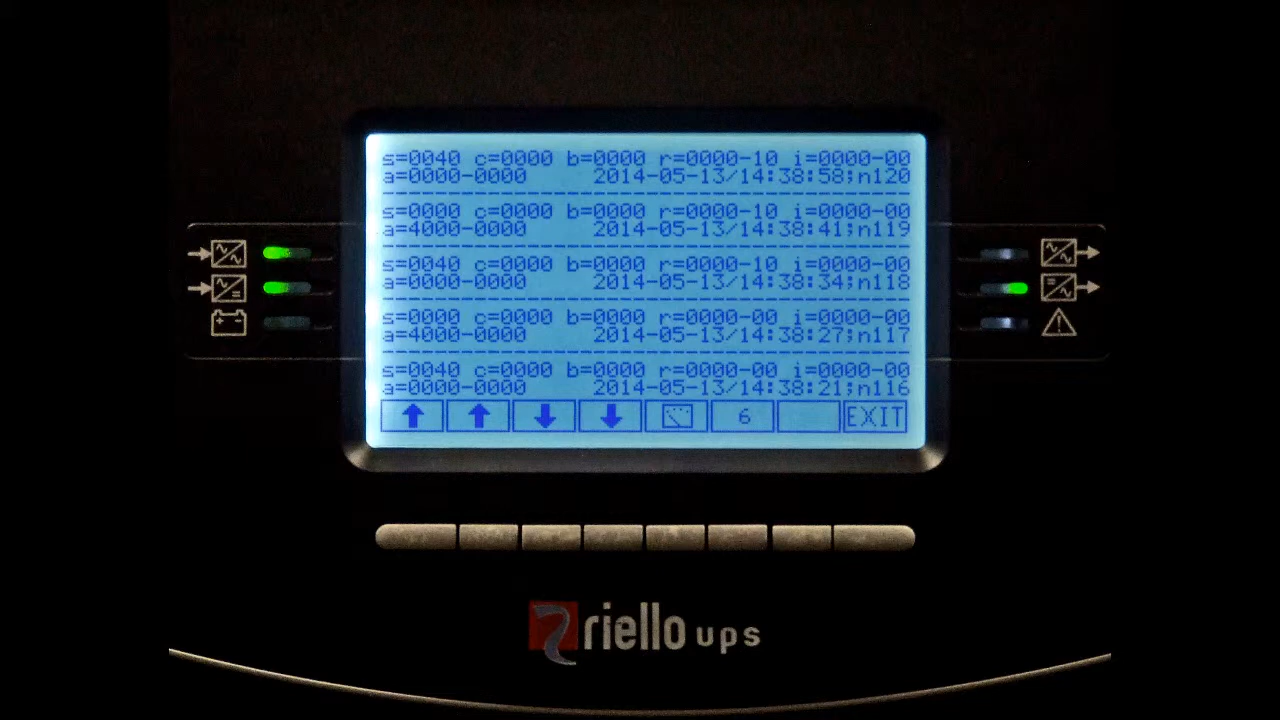 s=0040 c=0000 b=0000 r=0000-10 i=0000-00
a=0000-0000 2014-05-13/14:38:58;n120
s=0000 c=0000 b=0000 r=0000-10 i=0000-00
a=4000-0000 2014-05-13/14:38:41;n119
s=0000 c=0000 b=0000 r=0000-10 i=0000-00
a=0000-0000 2014-05-13/14:38:34;n118
s=0000 c=0000 b=0000 r=0000-00 i=0000-00
a=4000-0000 2014-05-13/14:38:27;n117
s=0000 c=0000 b=0000 r=0000-00 i=0000-00
a=0000-0000 2014-05-13/14:38:21;n116
6 EXIT
riello ups